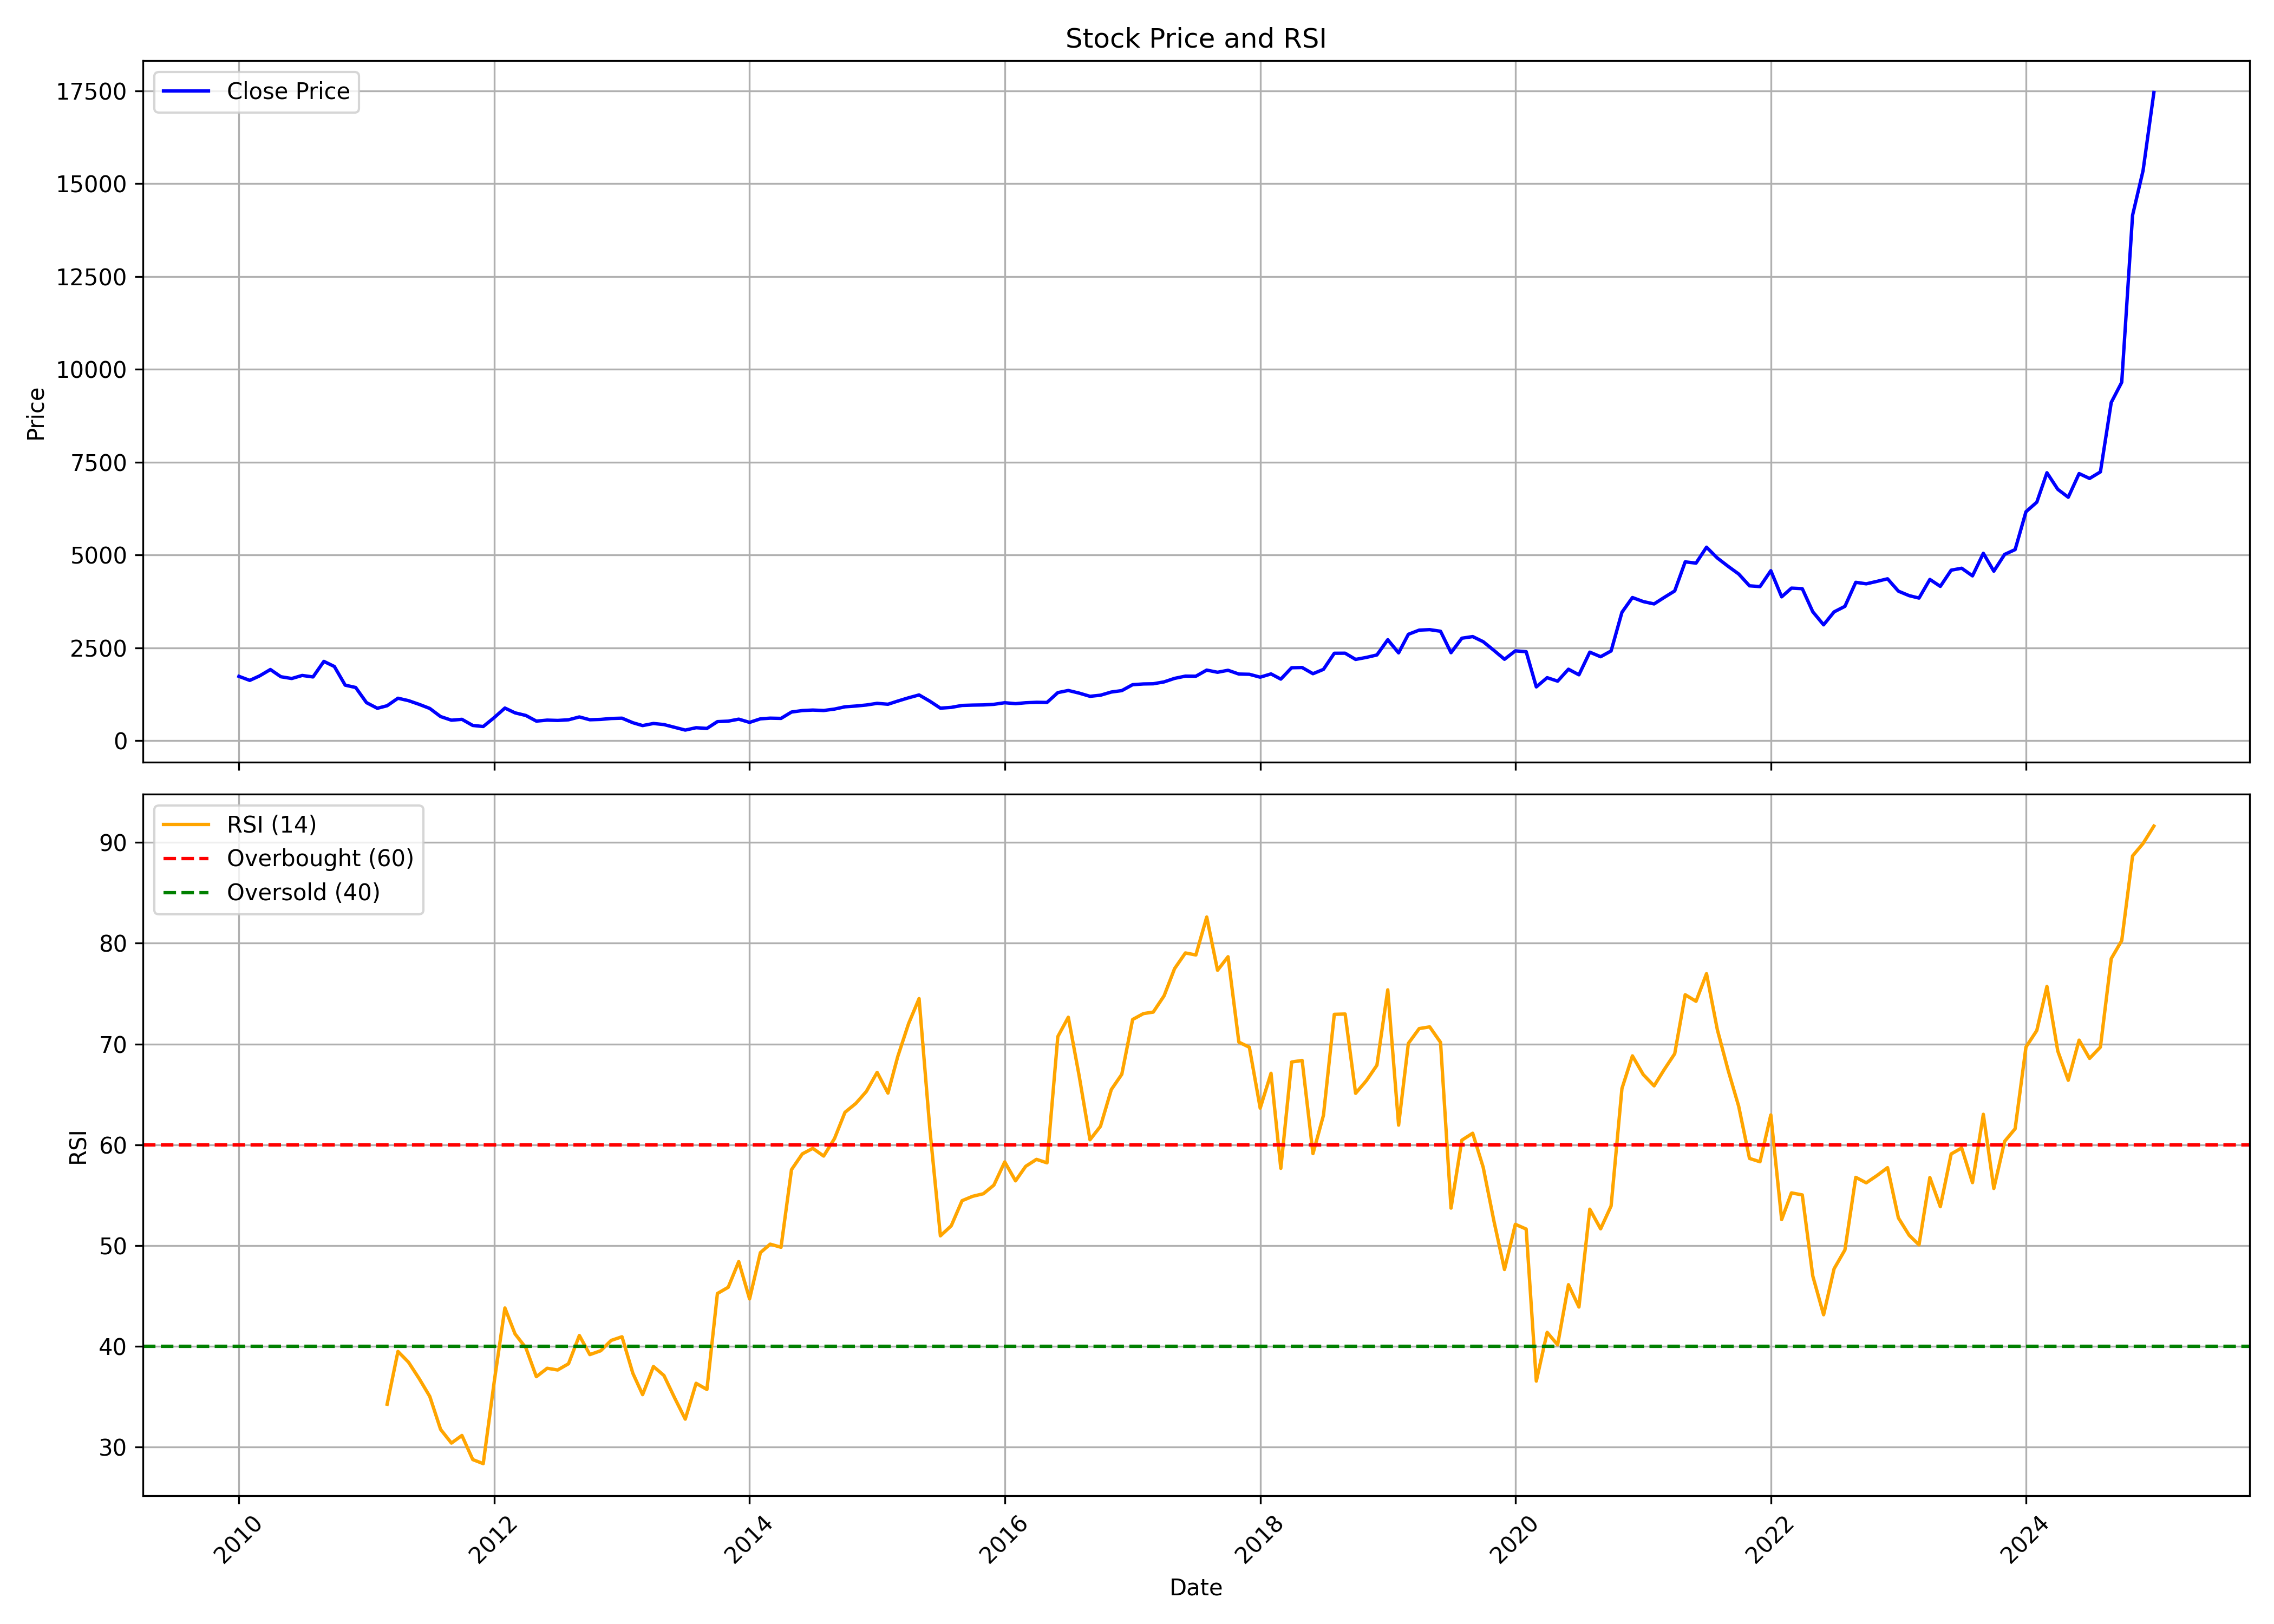 Stock Price and RSI
Close Price
17500
15000
12500
10000
7500
5000
2500
0
Price
RSI (14)
Overbought (60)
Oversold (40)
90
80
70
60
50
40
30
RSI
2010 2012 2014 2016 2018 2020 2022 2024
Date